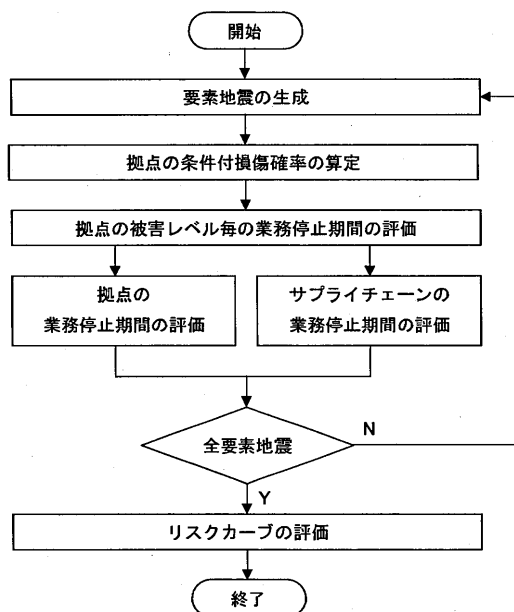 開始
要素地震の生成
拠点の条件付損傷確率の算定
拠点の被害レベル毎の業務停止期間の評価
拠点の
業務停止期間の評価
サプライチェーンの
業務停止期間の評価
全要素地震
N
Y
リスクカーブの評価
終了